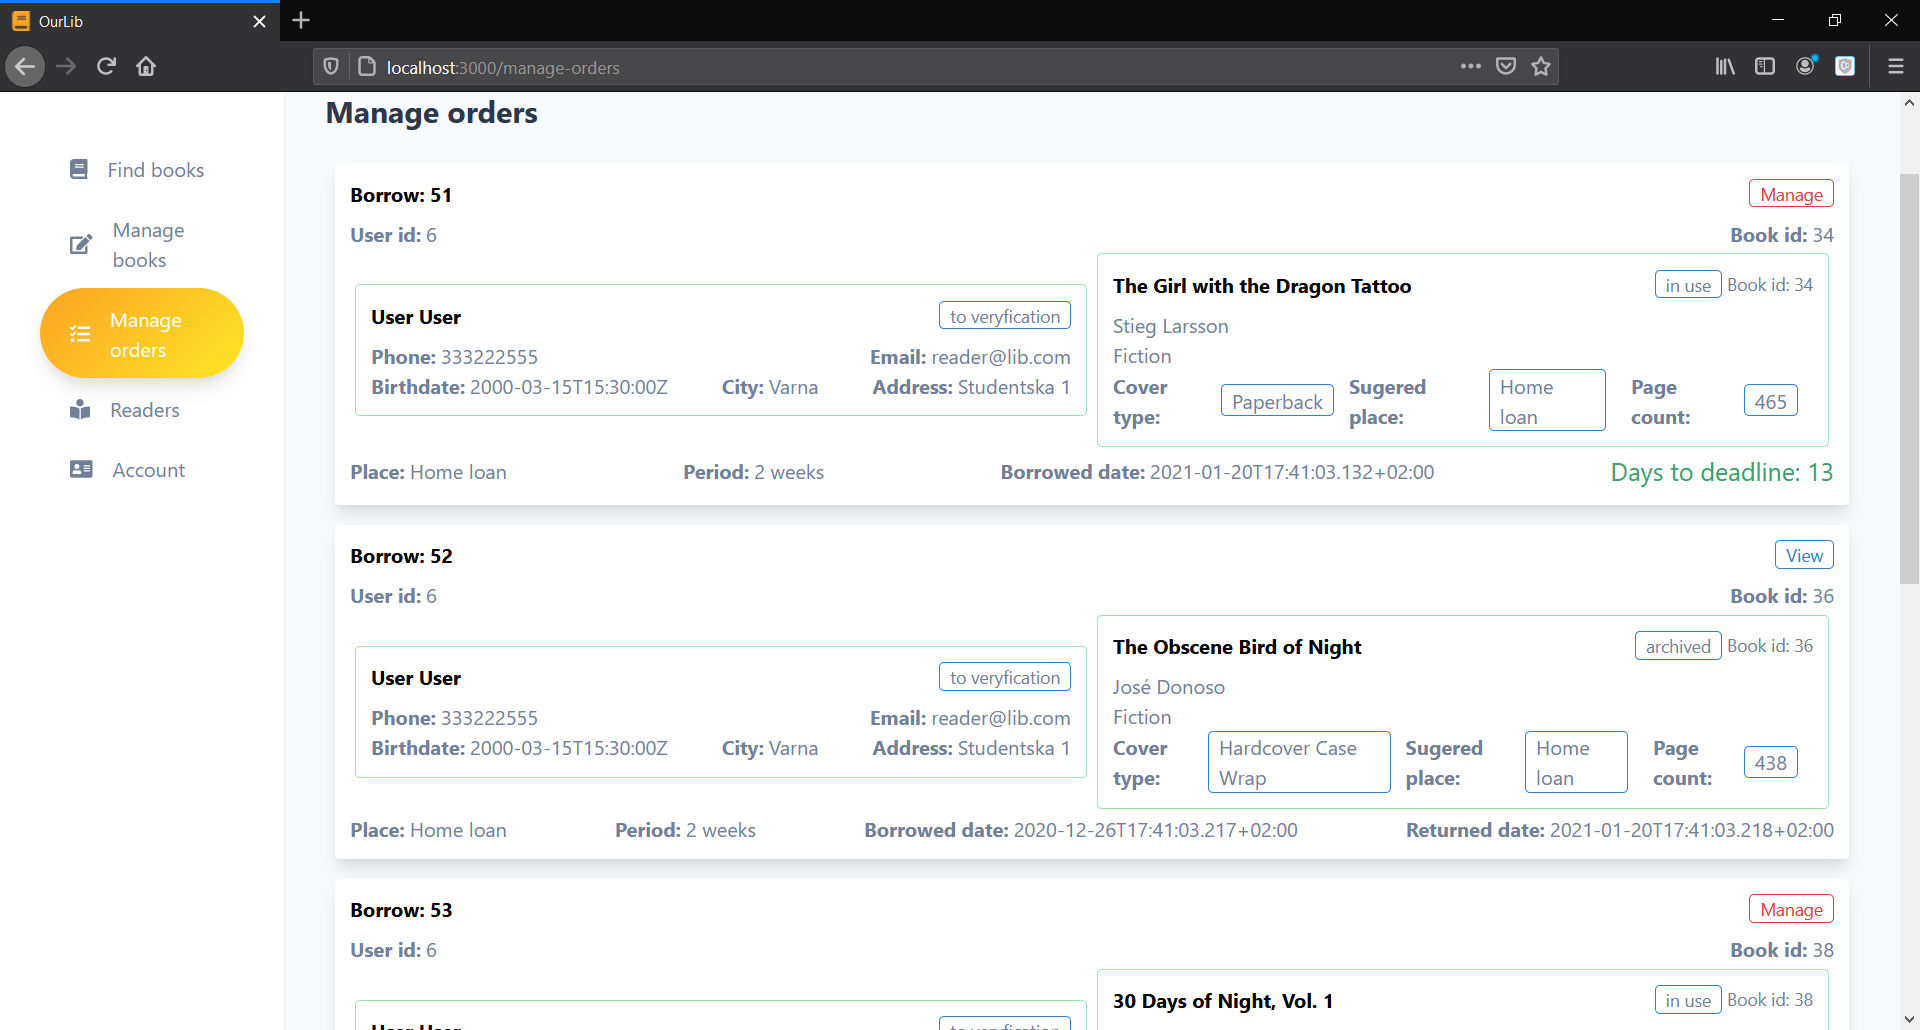 OurLib
localhost:3000/manage-orders
Manage orders
Find books
Manage
books
Manage
orders
Readers
Account
Borrow: 51
Manage
User id: 6
Book id: 34
User User
to veryfication
Phone: 333222555
Email: reader@lib.com
Birthdate: 2000-03-15T15:30:00Z
City: Varna
Address: Studentska 1
The Girl with the Dragon Tattoo
in use
Book id: 34
Stieg Larsson
Fiction
Cover
type:
Paperback
Sugered
place:
Home
loan
Page
count:
465
Place: Home loan
Period: 2 weeks
Borrowed date: 2021-01-20T17:41:03.132+02:00
Days to deadline: 13
Borrow: 52
View
User id: 6
Book id: 36
User User
to veryfication
Phone: 333222555
Email: reader@lib.com
Birthdate: 2000-03-15T15:30:00Z
City: Varna
Address: Studentska 1
The Obscene Bird of Night
archived
Book id: 36
José Donoso
Fiction
Cover
type:
Hardcover Case
Wrap
Sugered
place:
Home
loan
Page
count:
438
Place: Home loan
Period: 2 weeks
Borrowed date: 2020-12-26T17:41:03.217+02:00
Returned date: 2021-01-20T17:41:03.218+02:00
Borrow: 53
Manage
User id: 6
Book id: 38
User User
to veryfication
30 Days of Night, Vol. 1
in use
Book id: 38